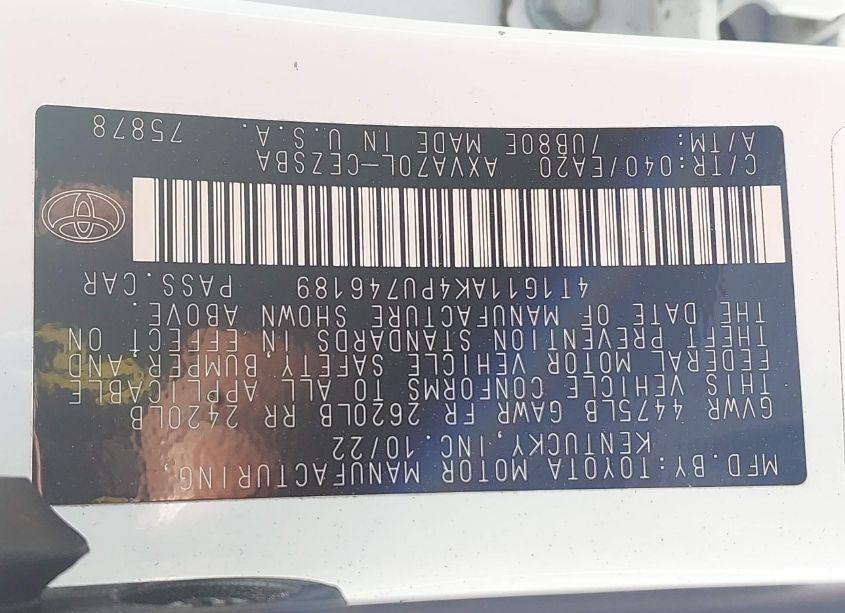 MFD. BY: TOYOTA MOTOR MANUFACTURING,
KENTUCKY, INC. 10/22
GVWR 4475LB GAWR FR 2620LB RR 2420LB
THIS VEHICLE CONFORMS TO ALL APPLICABLE
FEDERAL MOTOR VEHICLE SAFETY, BUMPER, AND
THEFT PREVENTION STANDARDS IN EFFECT ON
THE DATE OF MANUFACTURE SHOWN ABOVE.
4T1G11AK4PU746189 PASS. CAR
C/TR: 040/EA20 AXVA70L-CEZSBA
A/TM: /UB80E MADE IN U.S.A. 75878